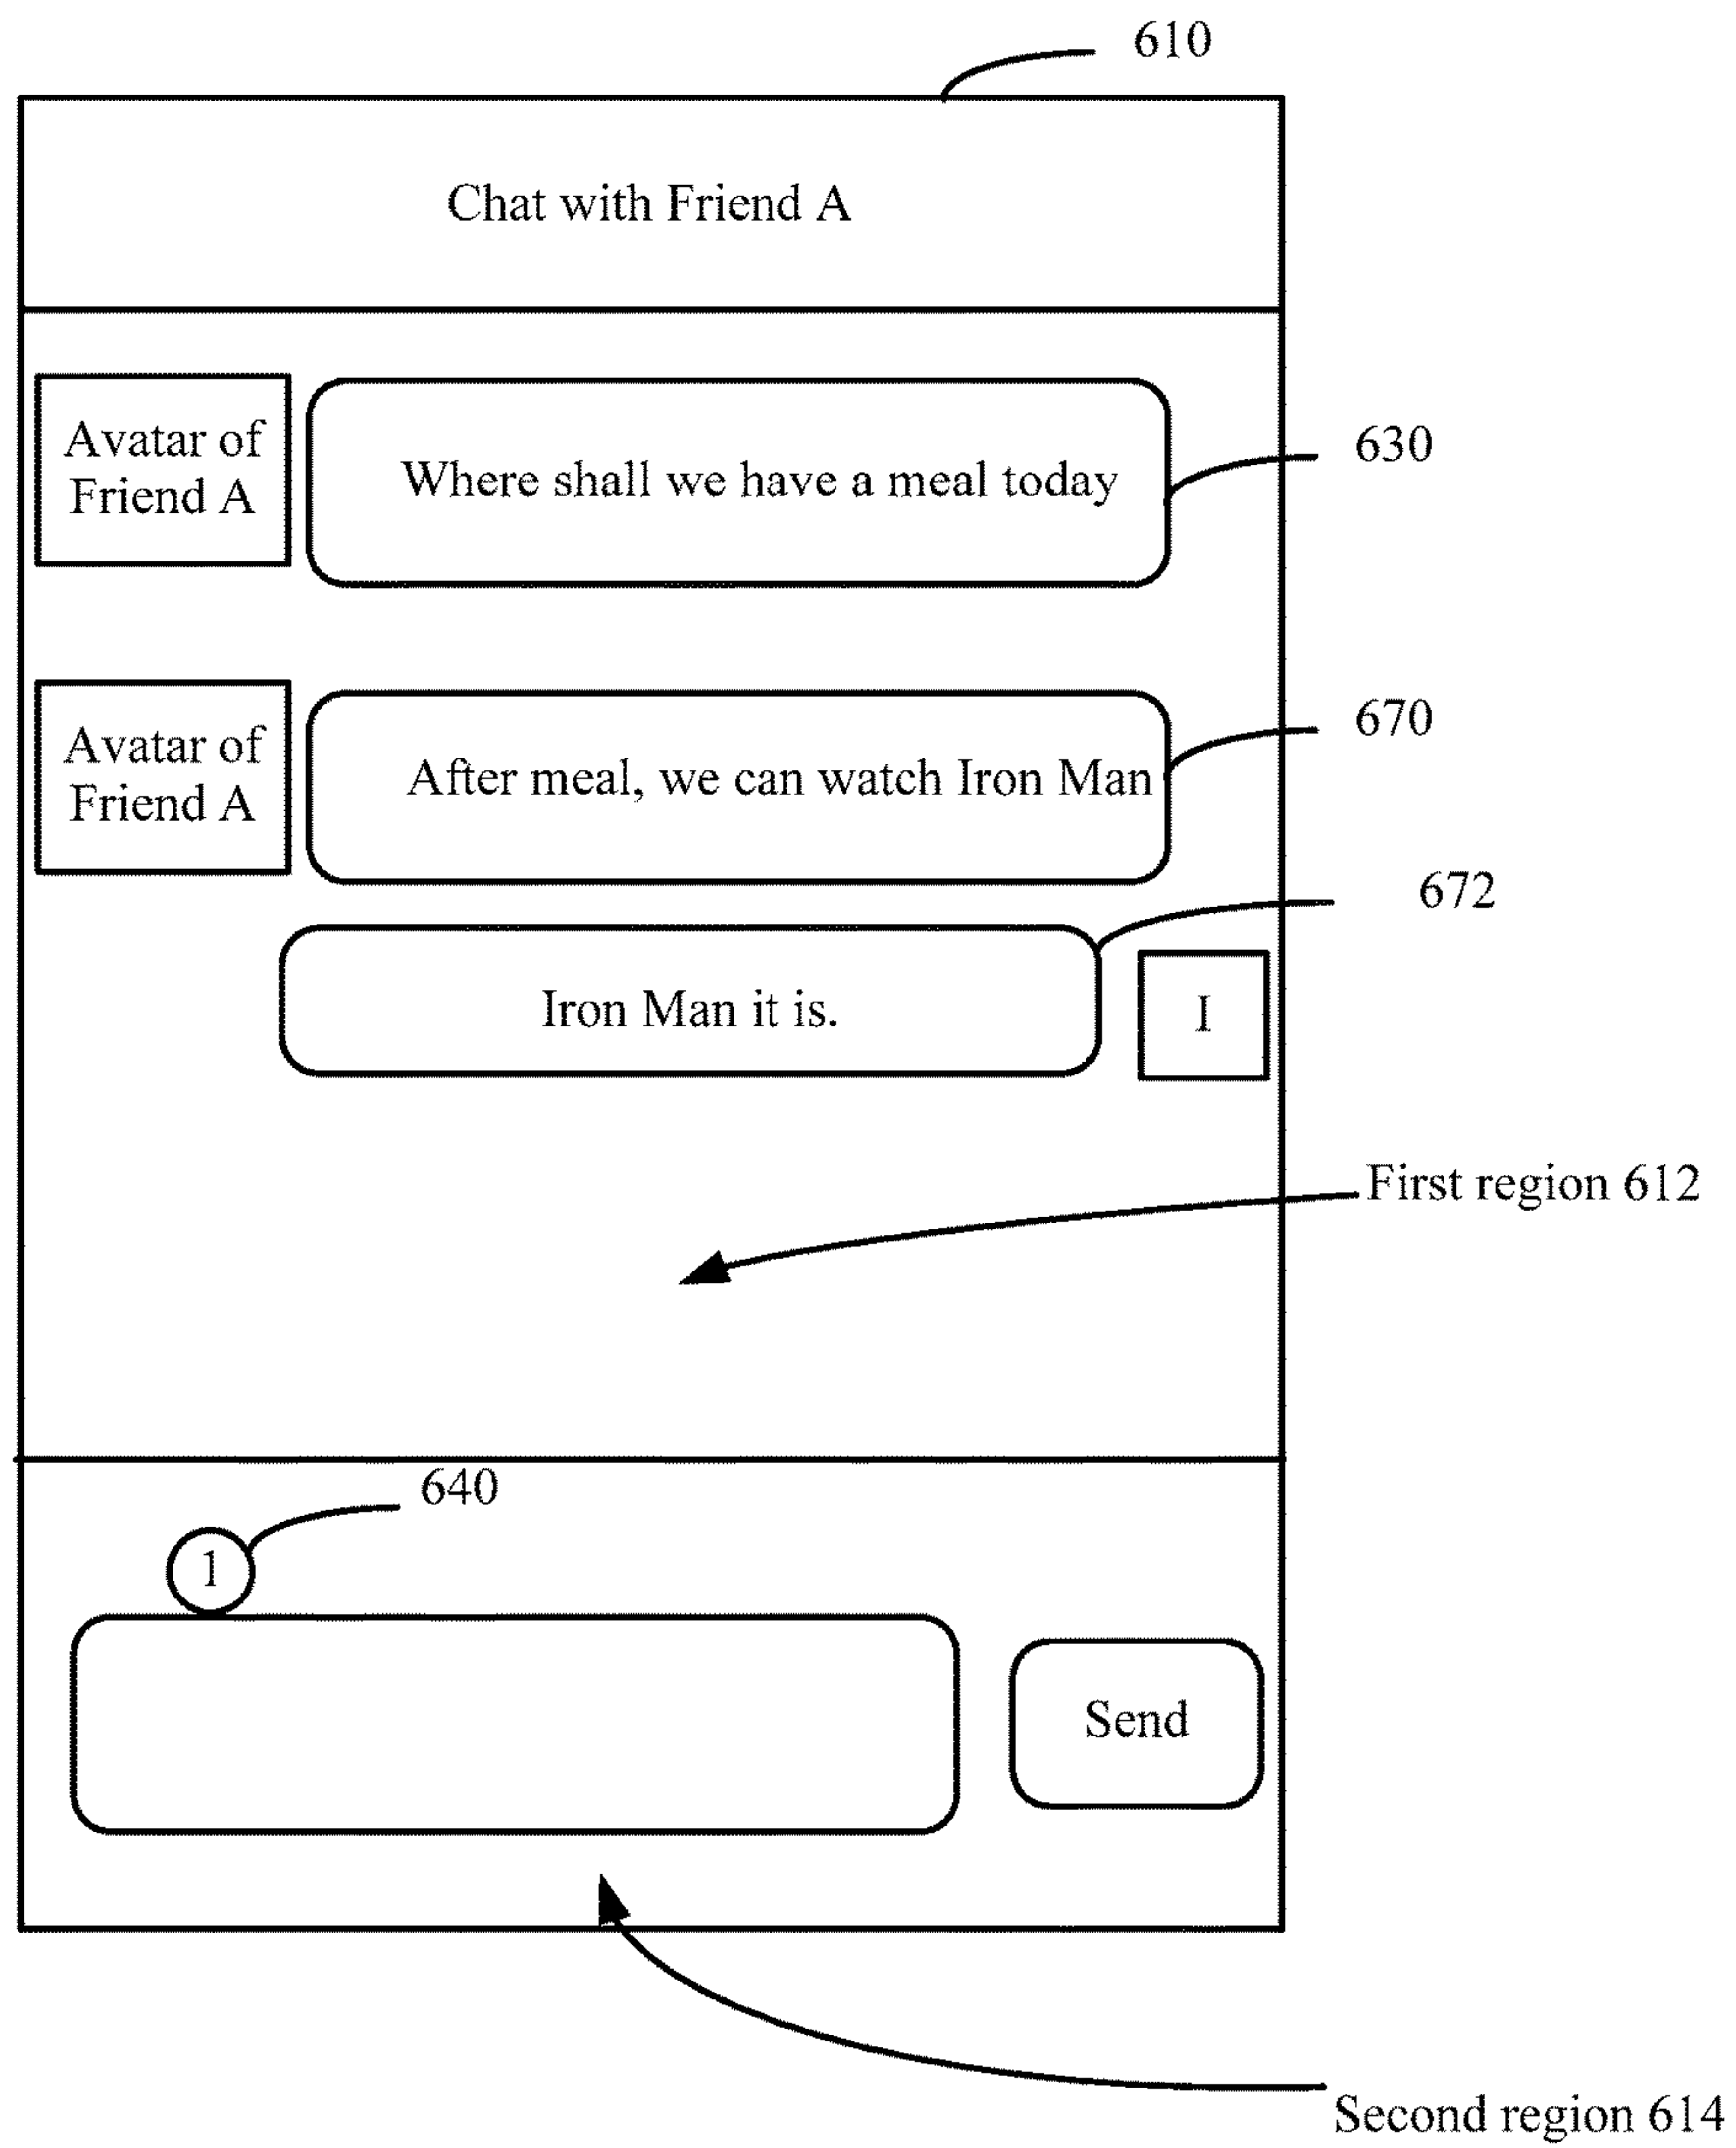 610
Chat with Friend A
Avatar of
Friend A
Where shall we have a meal today
630
Avatar of
Friend A
After meal, we can watch Iron Man
670
672
Iron Man it is.
I
First region 612
640
1
Send
Second region 614